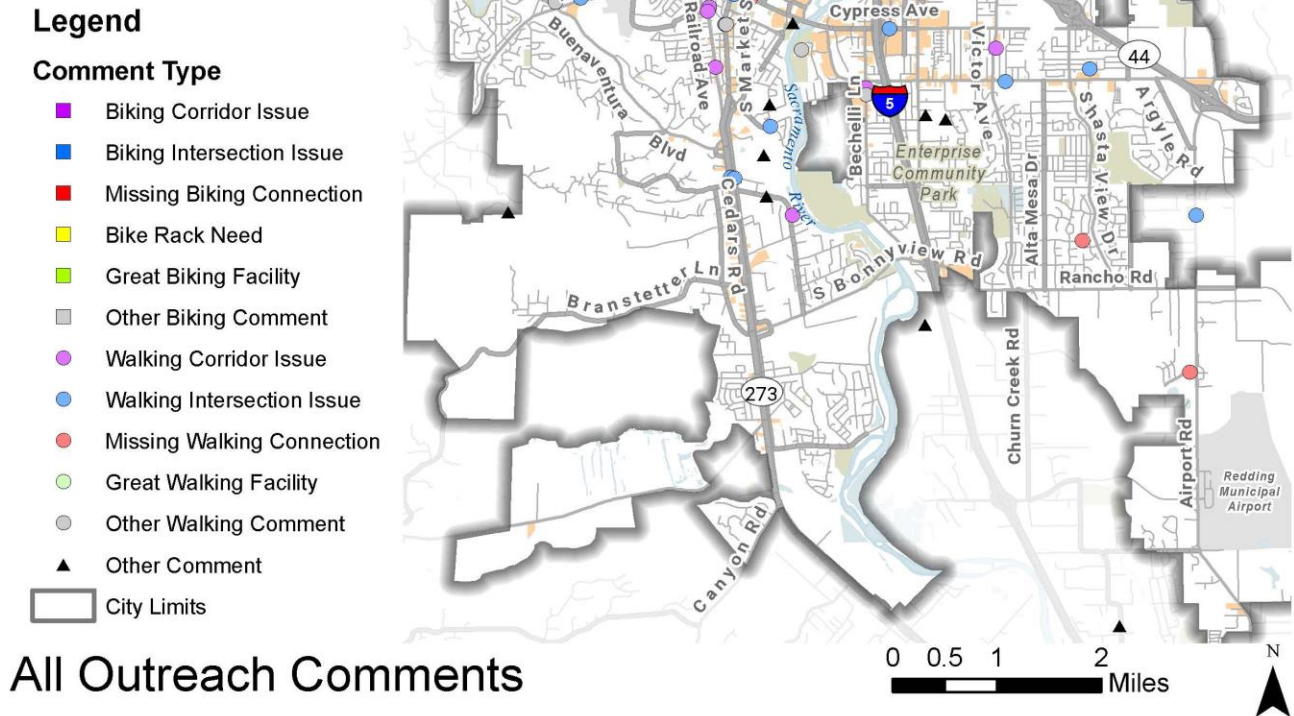 Legend
Comment Type
Biking Corridor Issue
Biking Intersection Issue
Missing Biking Connection
Bike Rack Need
Great Biking Facility
Other Biking Comment
Walking Corridor Issue
Walking Intersection Issue
Missing Walking Connection
Great Walking Facility
Other Walking Comment
Other Comment
City Limits
All Outreach Comments
Cypress Ave
Buenaventura
Blvd
Railroad Ave
S Market S
Sacramento
River
Bechelli Ln
5
Victor Ave
44
Shasta View Dr
Argyle Rd
Enterprise
Community
Park
Alta Mesa Dr
Cedars Rd
S Bonnyview Rd
Rancho Rd
Branstetter Ln
273
Churn Creek Rd
Airport Rd
Redding
Municipal
Airport
Canyon Rd
0 0.5 1 2
Miles
N